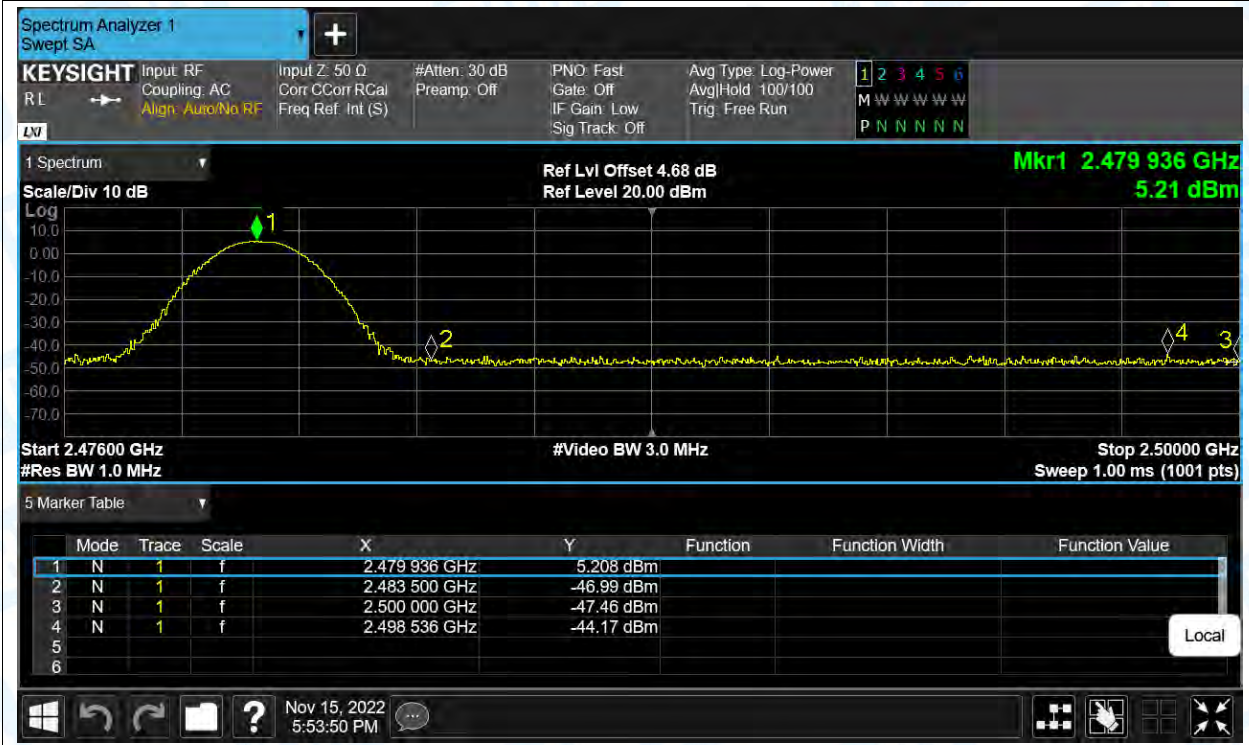 Spectrum Analyzer 1
Swept SA
+
KEYSIGHT Input: RF Input Z: 50 Ω #Atten: 30 dB PNO: Fast Avg Type: Log-Power 1 2 3 4 5 6
RL Coupling: AC Corr CCorr RCal Preamp: Off Gate: Off Avg|Hold: 100/100 M W W W W W
Align: Auto/No RF Freq Ref: Int (S) IF Gain: Low Trig: Free Run
LXI Sig Track: Off P N N N N N
1 Spectrum Ref Lvl Offset 4.68 dB Mkr1 2.479 936 GHz
Scale/Div 10 dB Ref Level 20.00 dBm 5.21 dBm
Log
10.0
0.00
-10.0
-20.0
-30.0
-40.0
-50.0
-60.0
-70.0
1
2
4
3
Start 2.47600 GHz #Video BW 3.0 MHz Stop 2.50000 GHz
#Res BW 1.0 MHz Sweep 1.00 ms (1001 pts)
5 Marker Table
Mode Trace Scale X Y Function Function Width Function Value
1 N 1 f 2.479 936 GHz 5.208 dBm
2 N 1 f 2.483 500 GHz -46.99 dBm
3 N 1 f 2.500 000 GHz -47.46 dBm
4 N 1 f 2.498 536 GHz -44.17 dBm
5
6
Local
? Nov 15, 2022
5:53:50 PM